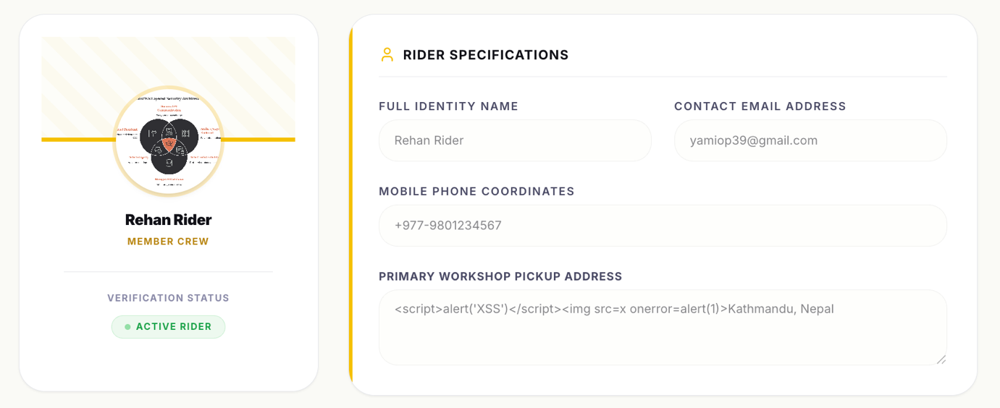 Rehan Rider
MEMBER CREW
VERIFICATION STATUS
ACTIVE RIDER
RIDER SPECIFICATIONS
FULL IDENTITY NAME
Rehan Rider
CONTACT EMAIL ADDRESS
yamiop39@gmail.com
MOBILE PHONE COORDINATES
+977-9801234567
PRIMARY WORKSHOP PICKUP ADDRESS
<script>alert('XSS')</script><img src=x onerror=alert(1)>Kathmandu, Nepal